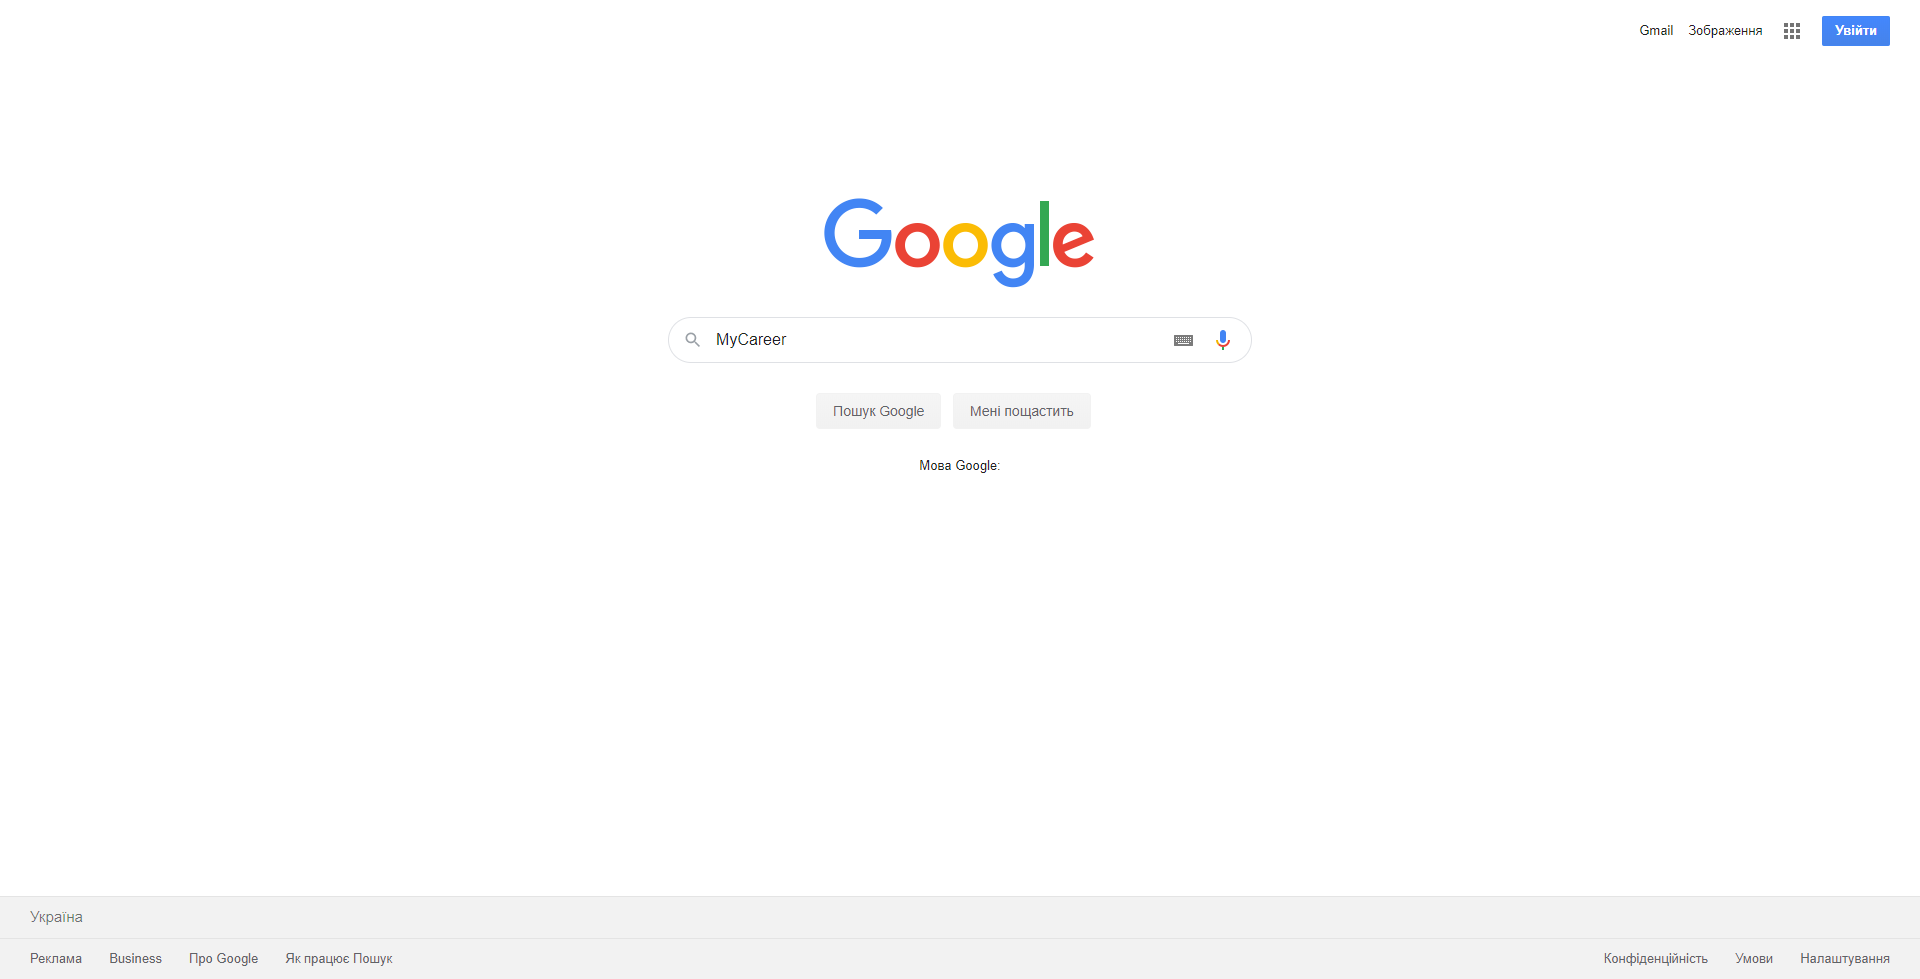 Gmail Зображення Увійти
Google
MyCareer
Пошук Google Мені пощастить
Мова Google:
Україна
Реклама Business Про Google Як працює Пошук Конфіденційність Умови Налаштування